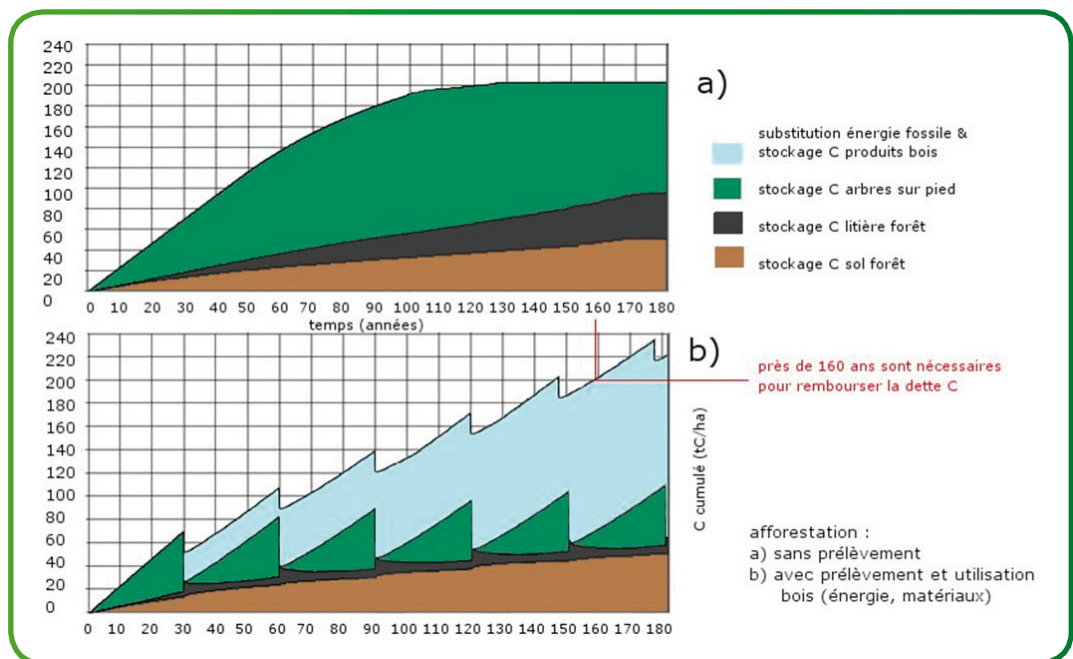 240
220
200
180
160
140
120
100
80
60
40
20
0
0 10 20 30 40 50 60 70 80 90 100 110 120 130 140 150 160 170 180
temps (années)
a)
substitution énergie fossile &
stockage C produits bois
stockage C arbres sur pied
stockage C litière forêt
stockage C sol forêt
240
220
200
180
160
140
120
100
80
60
40
20
0
0 10 20 30 40 50 60 70 80 90 100 110 120 130 140 150 160 170 180
b)
C cumulé (tC/ha)
près de 160 ans sont nécessaires
pour rembourser la dette C
afforestation :
a) sans prélèvement
b) avec prélèvement et utilisation
bois (énergie, matériaux)